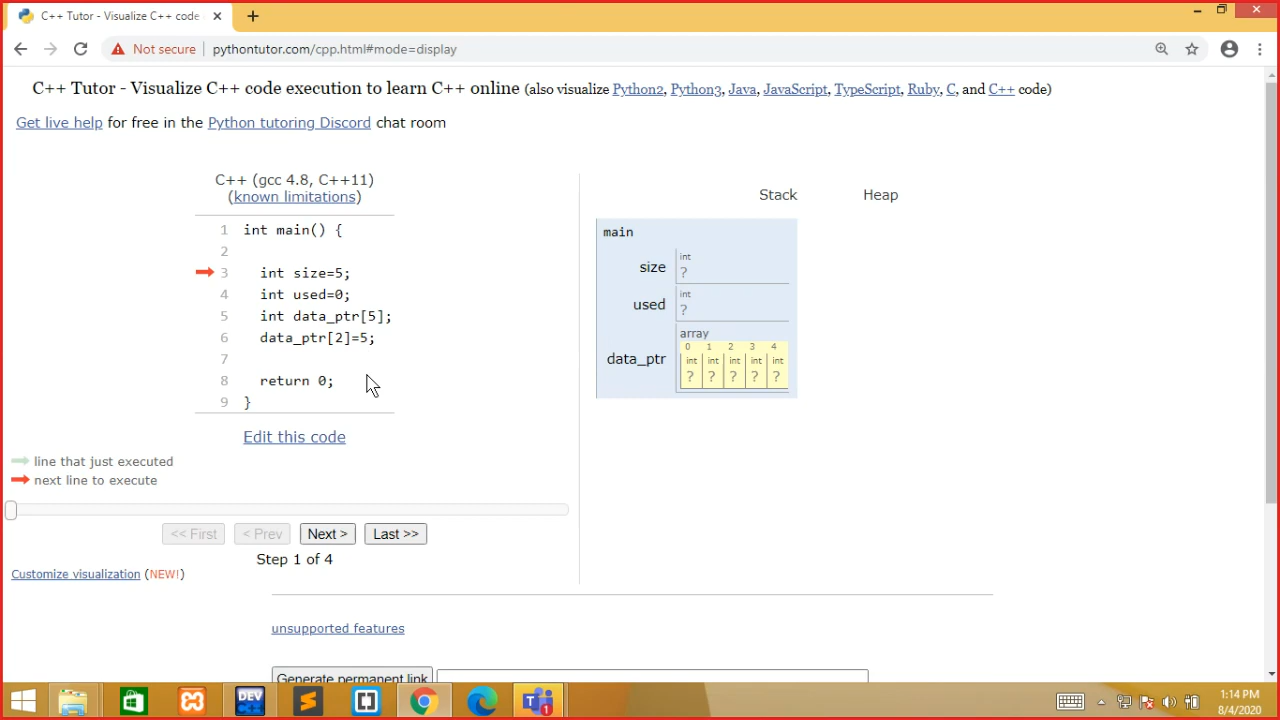 C++ Tutor - Visualize C++ code
Not secure | pythontutor.com/cpp.html#mode=display
C++ Tutor - Visualize C++ code execution to learn C++ online (also visualize Python2, Python3, Java, JavaScript, TypeScript, Ruby, C, and C++ code)
Get live help for free in the Python tutoring Discord chat room
C++ (gcc 4.8, C++11)
(known limitations)
1 int main() {
2
3 int size=5;
4 int used=0;
5 int data_ptr[5];
6 data_ptr[2]=5;
7
8 return 0;
9 }
Edit this code
line that just executed
next line to execute
<< First < Prev Next > Last >>
Step 1 of 4
Customize visualization (NEW!)
Stack Heap
main
size int ?
used int ?
data_ptr array
0 1 2 3 4
int int int int int
? ? ? ? ?
unsupported features
Generate permanent link
DEV
1
1:14 PM
8/4/2020